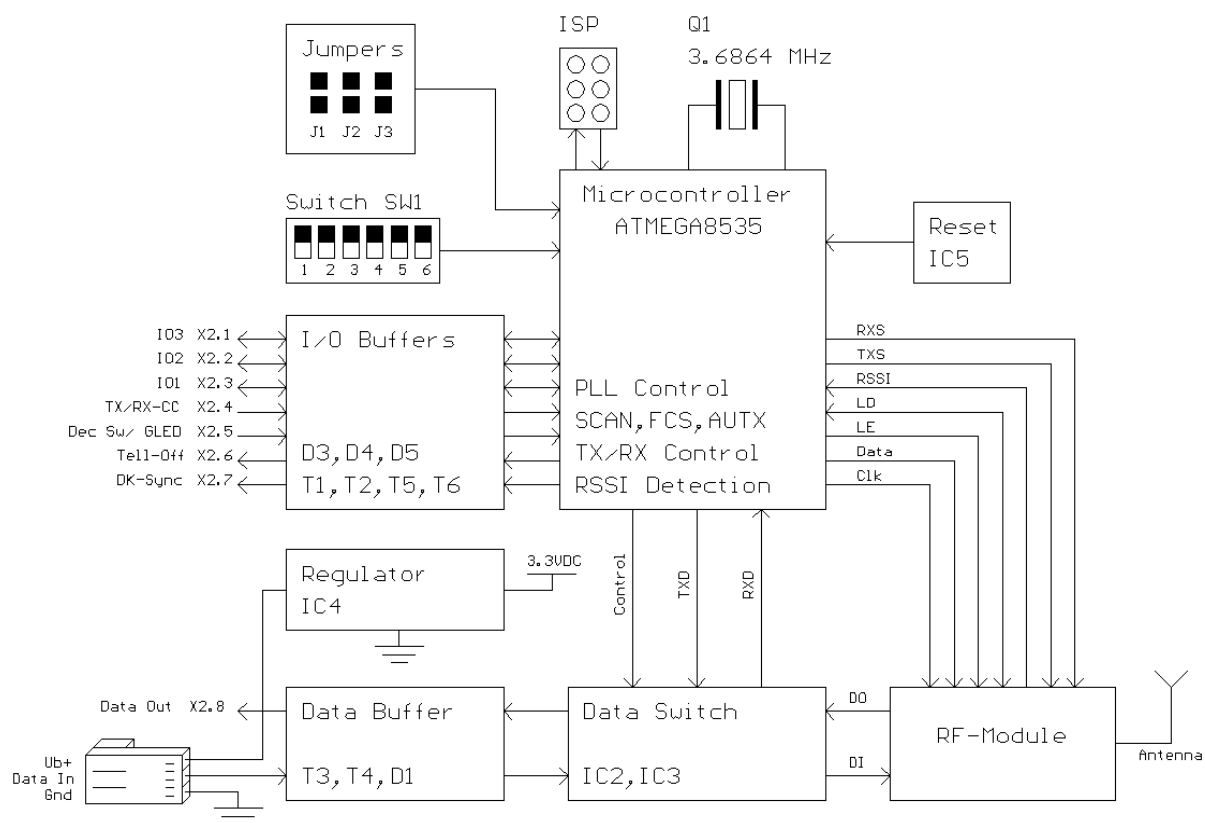 ISP
Q1
3.6864 MHz
Jumpers
J1 J2 J3
Switch SW1
1 2 3 4 5 6
Microcontroller
ATMEGA8535
Reset
IC5
IO3 X2.1
IO2 X2.2
IO1 X2.3
TX/RX-CC X2.4
Dec Sw/ GLED X2.5
Tell-Off X2.6
DK-Sync X2.7
I/O Buffers
D3,D4,D5
T1,T2,T5,T6
PLL Control
SCAN,FCS,AUTX
TX/RX Control
RSSI Detection
RXS
TXS
RSSI
LD
LE
Data
Clk
Regulator
IC4
3.3VDC
Control
TXD
RXD
Data Out X2.8
Ub+
Data In
Gnd
Data Buffer
T3,T4,D1
Data Switch
IC2,IC3
DO
DI
RF-Module
Antenna